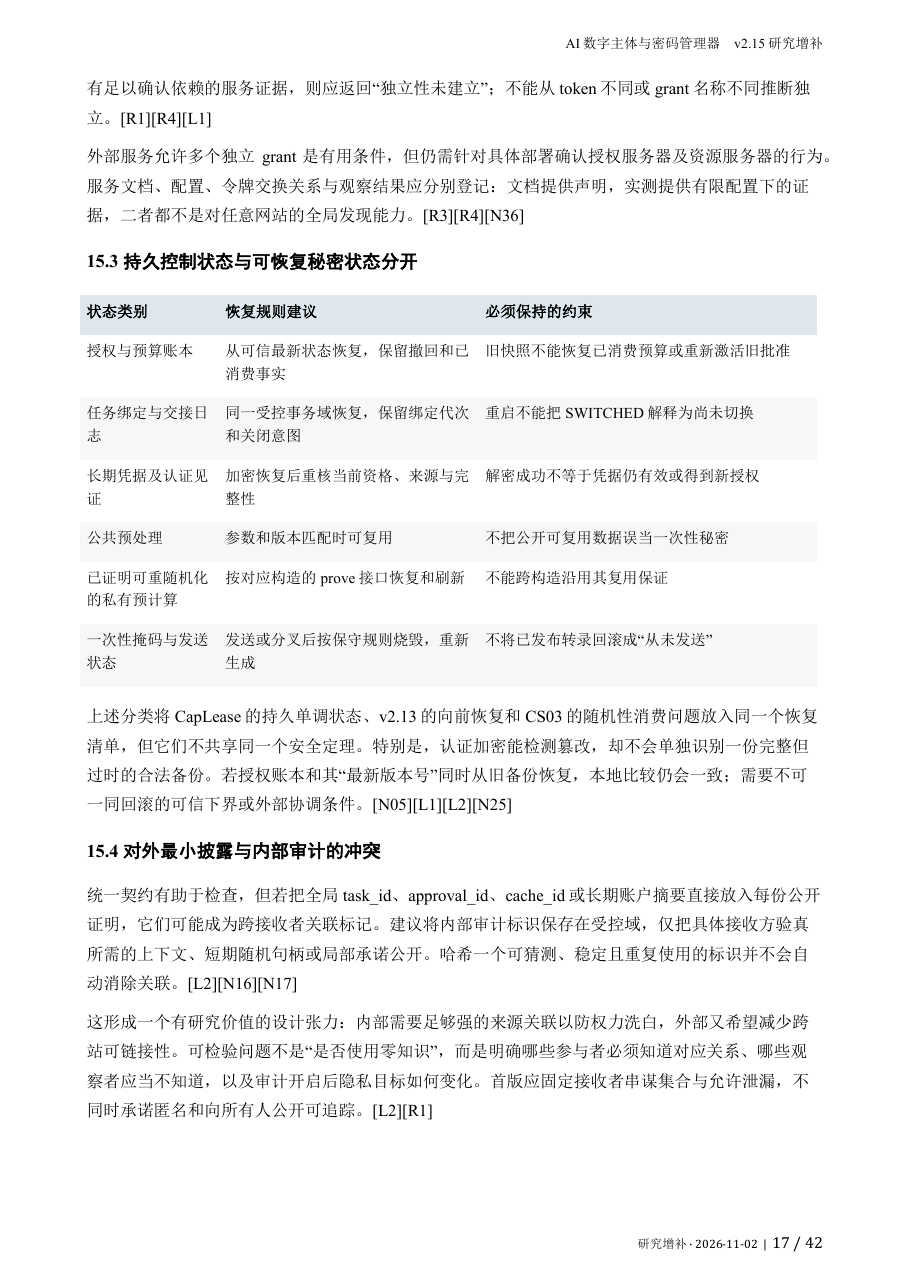 AI 数字主体与密码管理器 v2.15 研究增补
有足以确认依赖的服务证据，则应返回“独立性未建立”；不能从 token 不同或 grant 名称不同推断独
立。[R1][R4][L1]
外部服务允许多个独立 grant 是有用条件，但仍需针对具体部署确认授权服务器及资源服务器的行为。
服务文档、配置、令牌交换关系与观察结果应分别登记：文档提供声明，实测提供有限配置下的证
据，二者都不是对任意网站的全局发现能力。[R3][R4][N36]
15.3 持久控制状态与可恢复秘密状态分开
状态类别 恢复规则建议 必须保持的约束
授权与预算账本 从可信最新状态恢复，保留撤回和已 旧快照不能恢复已消费预算或重新激活旧批准
消费事实
任务绑定与交接日 同一受控事务域恢复，保留绑定代次 重启不能把 SWITCHED 解释为尚未切换
志 和关闭意图
长期凭据及认证见 加密恢复后重核当前资格、来源与完 解密成功不等于凭据仍有效或得到新授权
证 整性
公共预处理 参数和版本匹配时可复用 不把公开可复用数据误当一次性秘密
已证明可重随机化 按对应构造的 prove 接口恢复和刷新 不能跨构造沿用其复用保证
的私有预计算
一次性掩码与发送 发送或分叉后按保守规则烧毁，重新 不将已发布转录回滚成“从未发送”
状态 生成
上述分类将 CapLease 的持久单调状态、v2.13 的向前恢复和 CS03 的随机性消费问题放入同一个恢复
清单，但它们不共享同一个安全定理。特别是，认证加密能检测篡改，却不会单独识别一份完整但
过时的合法备份。若授权账本和其“最新版本号”同时从旧备份恢复，本地比较仍会一致；需要不可
一同回滚的可信下界或外部协调条件。[N05][L1][L2][N25]
15.4 对外最小披露与内部审计的冲突
统一契约有助于检查，但若把全局 task_id、approval_id、cache_id 或长期账户摘要直接放入每份公开
证明，它们可能成为跨接收者关联标记。建议将内部审计标识保存在受控域，仅把具体接收方验真
所需的上下文、短期随机句柄或局部承诺公开。哈希一个可猜测、稳定且重复使用的标识并不会自
动消除关联。[L2][N16][N17]
这形成一个有研究价值的设计张力：内部需要足够强的来源关联以防权力洗白，外部又希望减少跨
站可链接性。可检验问题不是“是否使用零知识”，而是明确哪些参与者必须知道对应关系、哪些观
察者应当不知道，以及审计开启后隐私目标如何变化。首版应固定接收者串谋集合与允许泄漏，不
同时承诺匿名和向所有人公开可追踪。[L2][R1]
研究增补 · 2026-11-02 | 17 / 42